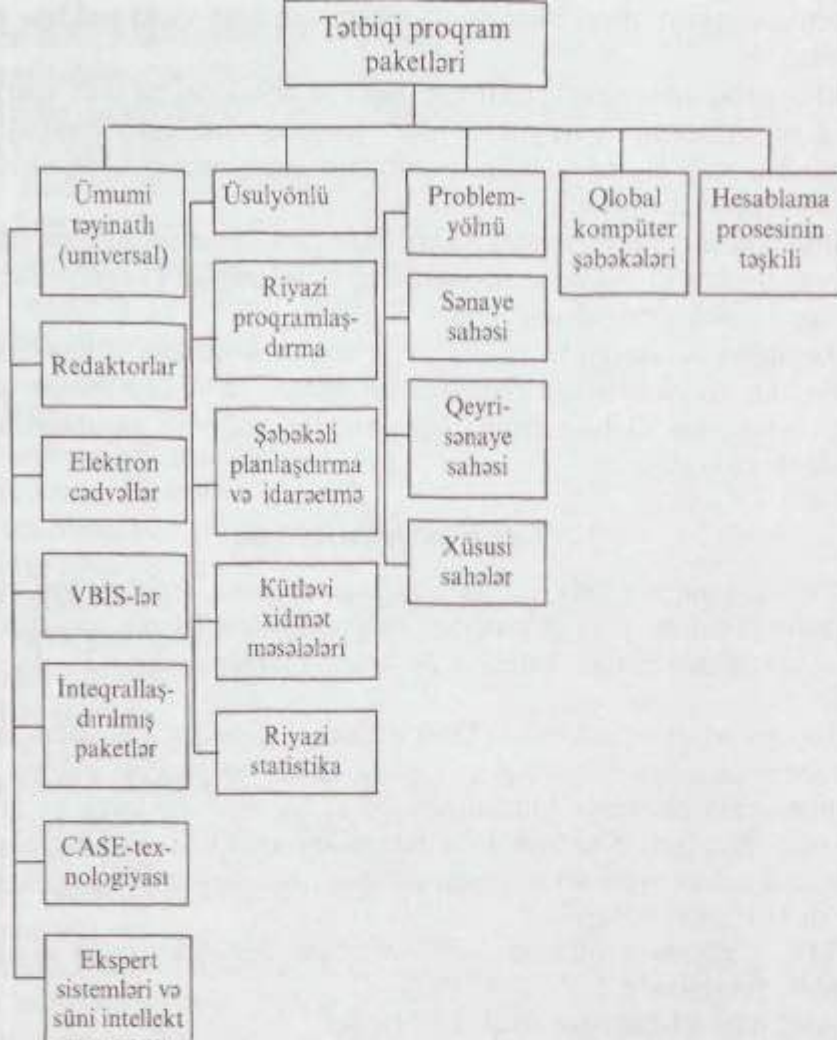 Tətbiqi proqram
paketləri
Ümumi
təyinatlı
(universal)
Redaktorlar
Elektron
cədvəllər
VBİS-lər
İnteqrallaş-
dırılmış
paketlər
CASE-tex-
nologiyası
Ekspert
sistemləri və
süni intellekt
Üsulyönlü
Riyazi
proqramlaş-
dırma
Şəbəkəli
planlaşdırma
və idarəetmə
Kütləvi
xidmət
məsələləri
Riyazi
statistika
Problem-
yölnü
Sənaye
sahəsi
Qeyri-
sənaye
sahəsi
Xüsusi
sahələr
Qlobal
kompüter
şəbəkələri
Hesablama
prosesinin
təşkili